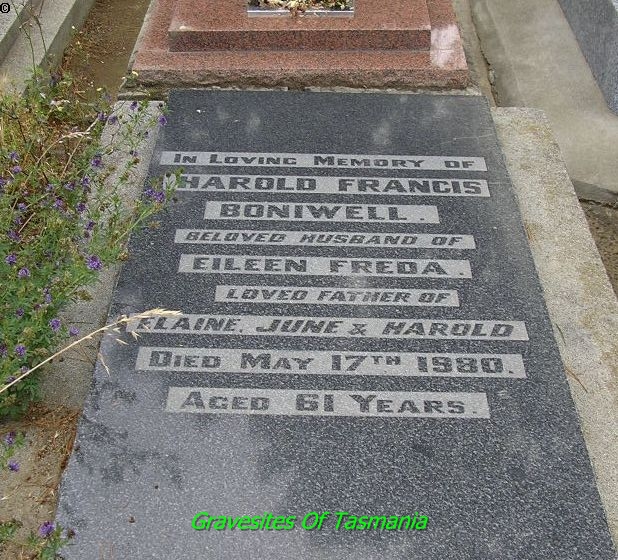 ©
In Loving Memory of
Harold Francis
Boniwell.
Beloved Husband of
Eileen Freda.
Loved Father of
Elaine, June & Harold
Died May 17th 1980.
Aged 61 Years.
Gravesites Of Tasmania